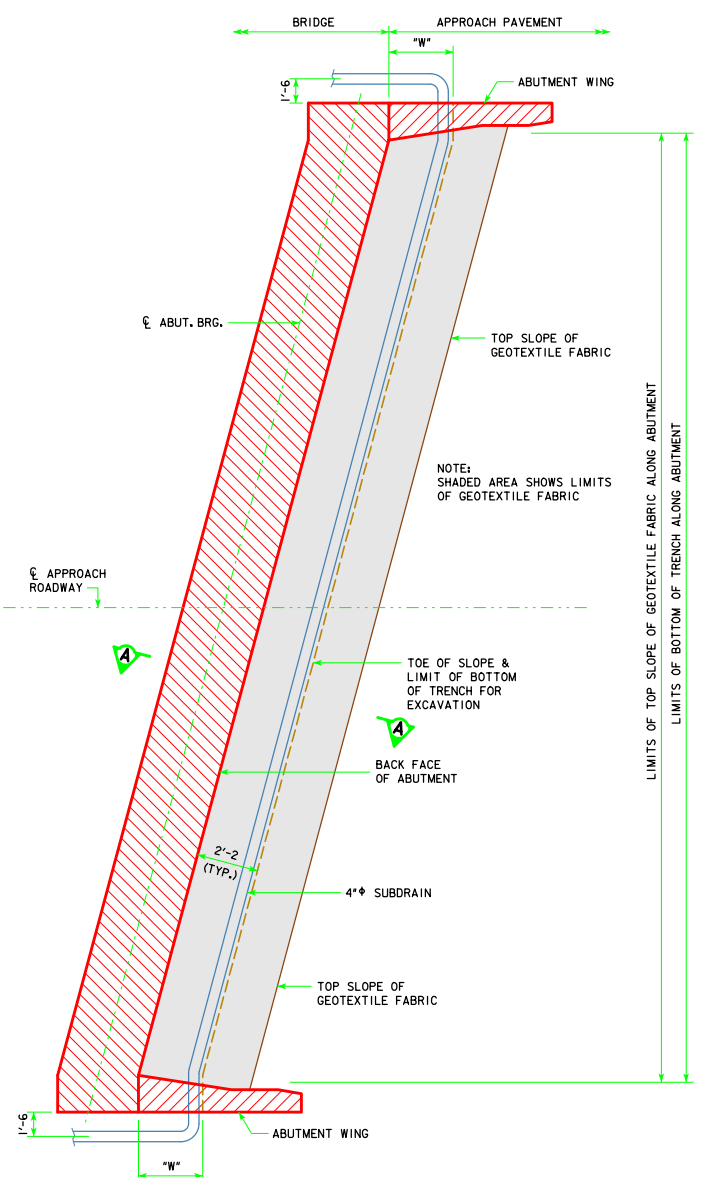 BRIDGE
APPROACH PAVEMENT
"W"
1'-6
ABUTMENT WING
℄ ABUT. BRG.
TOP SLOPE OF
GEOTEXTILE FABRIC
NOTE:
SHADED AREA SHOWS LIMITS
OF GEOTEXTILE FABRIC
LIMITS OF TOP SLOPE OF GEOTEXTILE FABRIC ALONG ABUTMENT
LIMITS OF BOTTOM OF TRENCH ALONG ABUTMENT
℄ APPROACH
ROADWAY
A
TOE OF SLOPE &
LIMIT OF BOTTOM
OF TRENCH FOR
EXCAVATION
A
BACK FACE
OF ABUTMENT
2'-2
(TYP.)
4"ϕ SUBDRAIN
TOP SLOPE OF
GEOTEXTILE FABRIC
1'-6
ABUTMENT WING
"W"